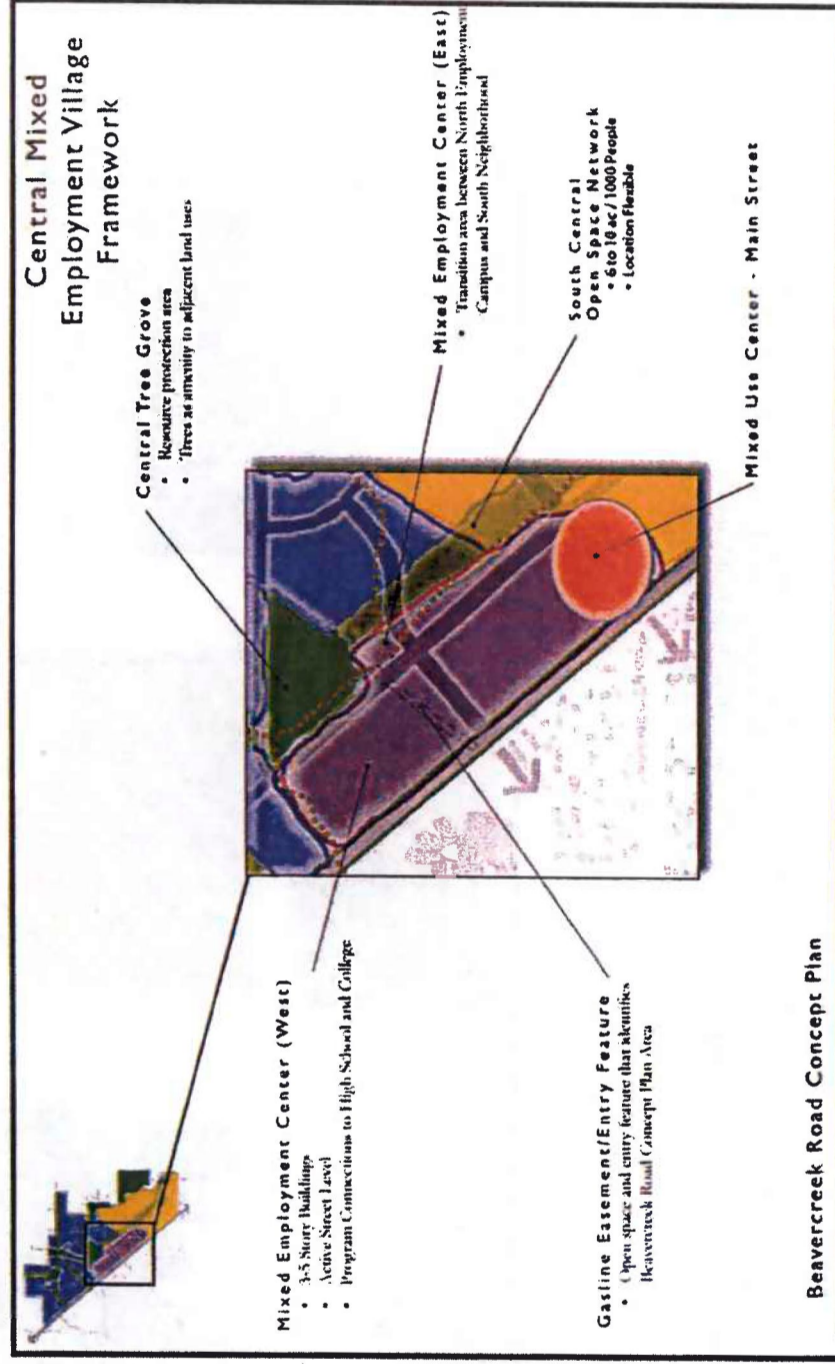 Central Mixed
Employment Village
Framework
Central Tree Grove
• Resource protection area
• Trees as amenity to adjacent land uses
Mixed Employment Center (East)
• Transition area between North Employment
Campus and South Neighborhood
South Central
Open Space Network
• 6 to 10 ac / 1000 People
• Location Flexible
Mixed Use Center - Main Street
Mixed Employment Center (West)
• 3-5 Story Buildings
• Active Street Level
• Program Connections to High School and College
Gasline Easement/Entry Feature
• Open space and entry feature that identifies
Beavercreek Road Concept Plan Area
Beavercreek Road Concept Plan